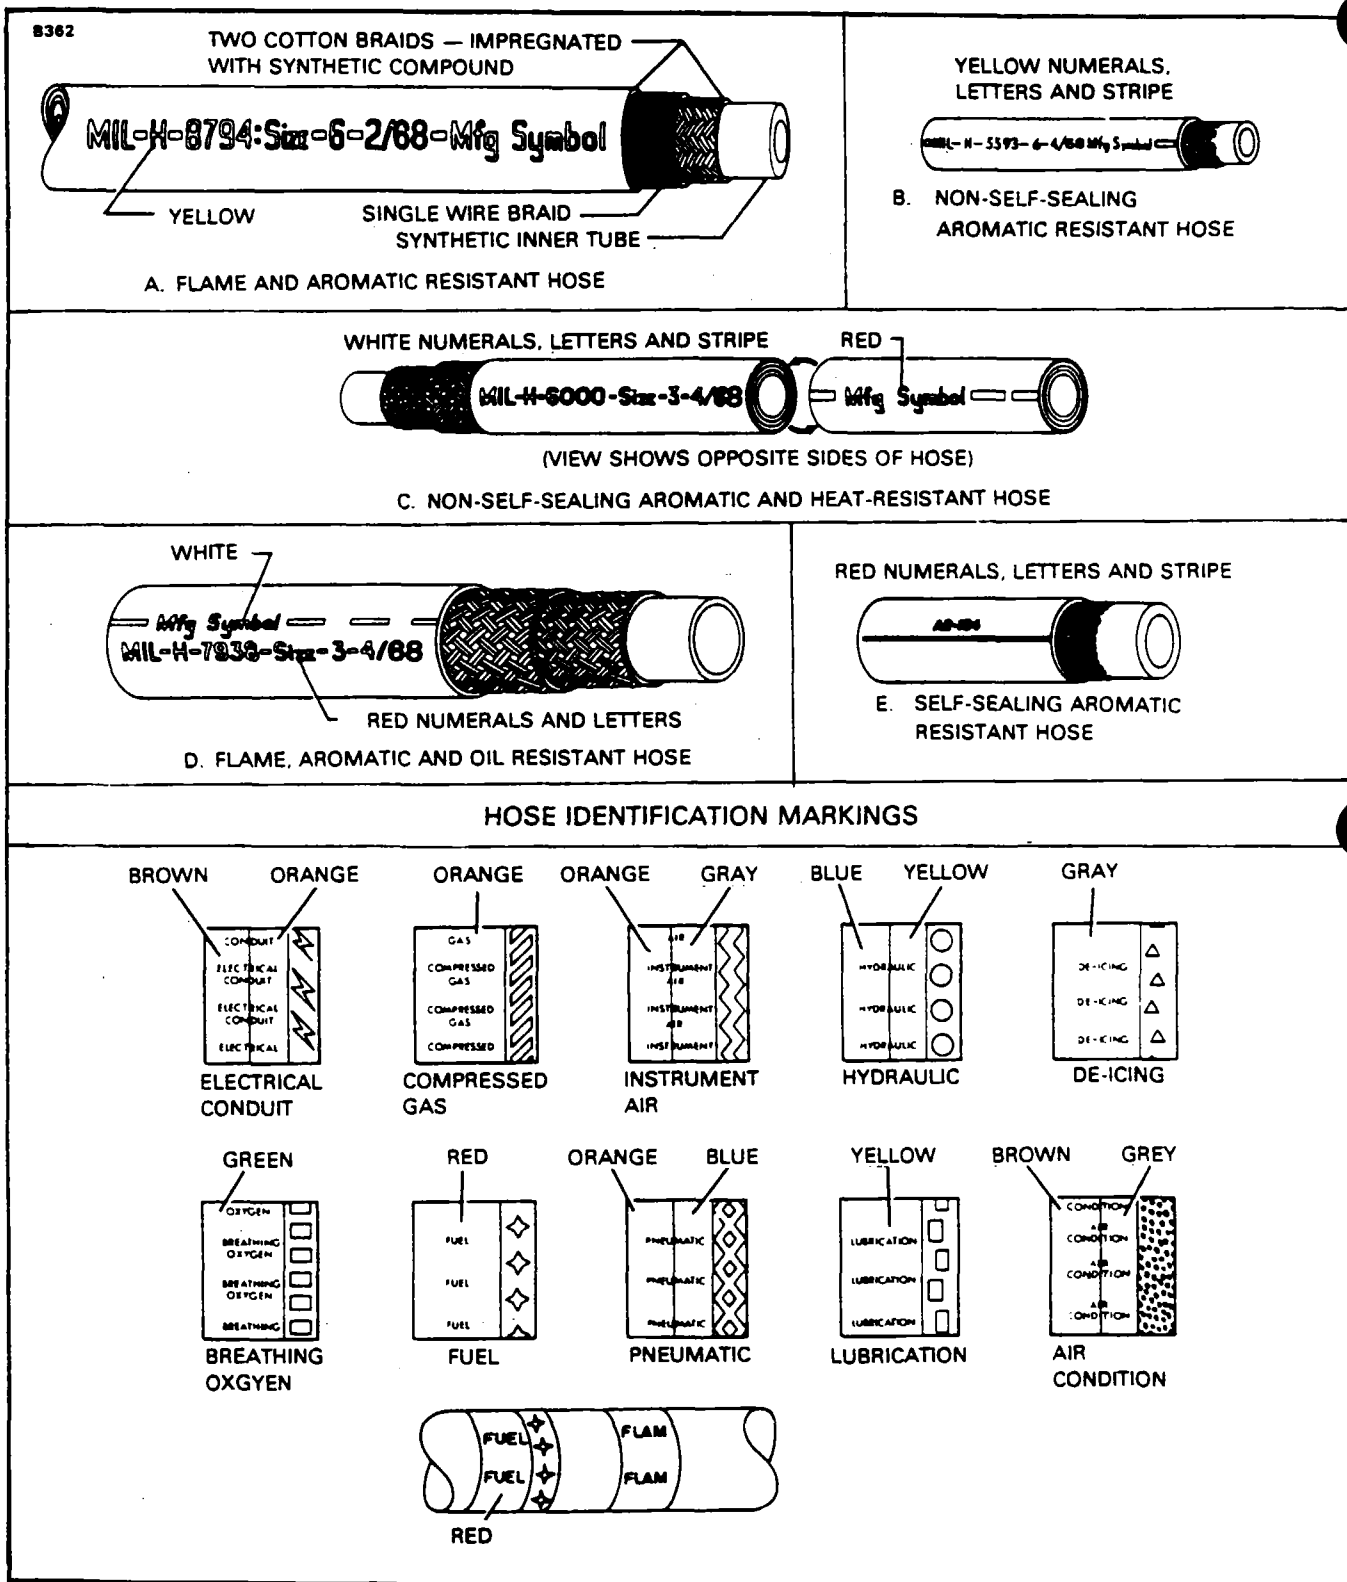 B362
TWO COTTON BRAIDS — IMPREGNATED
WITH SYNTHETIC COMPOUND
MIL-H-8794:Size-6-2/68-Mfg Symbol
YELLOW
SINGLE WIRE BRAID
SYNTHETIC INNER TUBE
A. FLAME AND AROMATIC RESISTANT HOSE
YELLOW NUMERALS,
LETTERS AND STRIPE
MIL-H-5593-6-4/68 Mfg Symbol
B. NON-SELF-SEALING
AROMATIC RESISTANT HOSE
WHITE NUMERALS, LETTERS AND STRIPE
RED
MIL-H-6000-Size-3-4/68
Mfg Symbol
(VIEW SHOWS OPPOSITE SIDES OF HOSE)
C. NON-SELF-SEALING AROMATIC AND HEAT-RESISTANT HOSE
WHITE
Mfg Symbol
MIL-H-7938-Size-3-4/68
RED NUMERALS AND LETTERS
D. FLAME, AROMATIC AND OIL RESISTANT HOSE
RED NUMERALS, LETTERS AND STRIPE
E. SELF-SEALING AROMATIC
RESISTANT HOSE
HOSE IDENTIFICATION MARKINGS
BROWN ORANGE ORANGE ORANGE GRAY BLUE YELLOW GRAY
CONDUIT
ELECTRICAL
CONDUIT
ELECTRICAL
CONDUIT
ELECTRICAL
ELECTRICAL
CONDUIT
GAS
COMPRESSED
GAS
COMPRESSED
GAS
COMPRESSED
COMPRESSED
GAS
AIR
INSTRUMENT
AIR
INSTRUMENT
AIR
INSTRUMENT
INSTRUMENT
AIR
HYDRAULIC
HYDRAULIC
HYDRAULIC
HYDRAULIC
DE-ICING
DE-ICING
DE-ICING
DE-ICING
GREEN RED ORANGE BLUE YELLOW BROWN GREY
OXYGEN
BREATHING
OXYGEN
BREATHING
OXYGEN
BREATHING
BREATHING
OXGYEN
FUEL
FUEL
FUEL
FUEL
PNEUMATIC
PNEUMATIC
PNEUMATIC
PNEUMATIC
LUBRICATION
LUBRICATION
LUBRICATION
LUBRICATION
CONDITION
AIR
CONDITION
AIR
CONDITION
AIR
CONDITION
AIR
CONDITION
FUEL FLAM
FUEL FLAM
RED